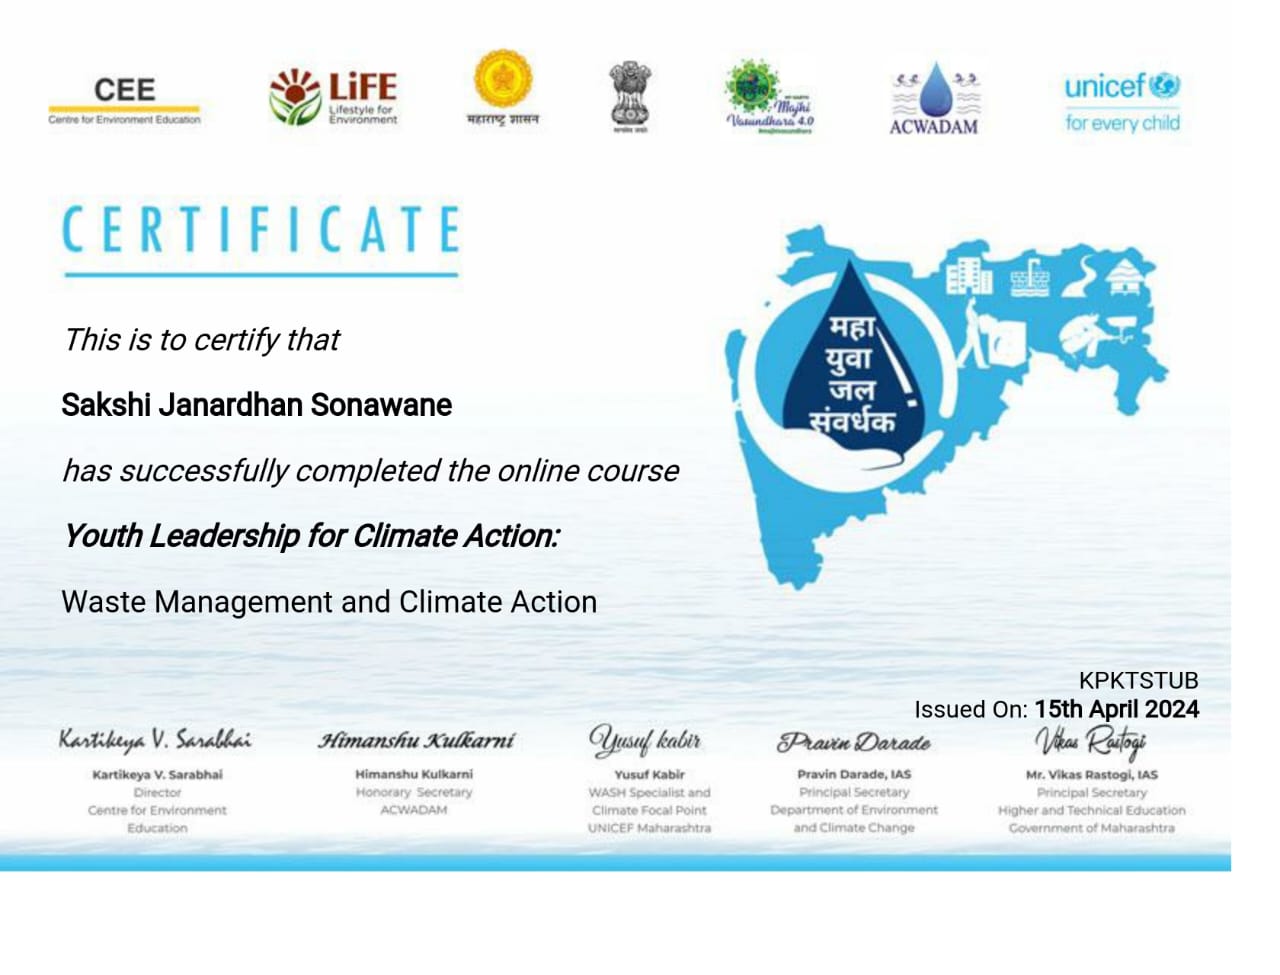 CEE
Centre for Environment Education
LiFE
Lifestyle for
Environment
महाराष्ट्र शासन
सत्यमेव जयते
Majhi
Vasundhara 4.0
ACWADAM
unicef
for every child
CERTIFICATE
This is to certify that
Sakshi Janardhan Sonawane
has successfully completed the online course
Youth Leadership for Climate Action:
Waste Management and Climate Action
महा
युवा
जल
संवर्धक
KPKTSTUB
Issued On: 15th April 2024
Kartikeya V. Sarabhai
Himanshu Kulkarni
Yusuf kabir
Pravin Darade
Vikas Rastogi
Kartikeya V. Sarabhai
Director
Centre for Environment
Education
Himanshu Kulkarni
Honorary Secretary
ACWADAM
Yusuf Kabir
WASH Specialist and
Climate Focal Point
UNICEF Maharashtra
Pravin Darade, IAS
Principal Secretary
Department of Environment
and Climate Change
Mr. Vikas Rastogi, IAS
Principal Secretary
Higher and Technical Education
Government of Maharashtra